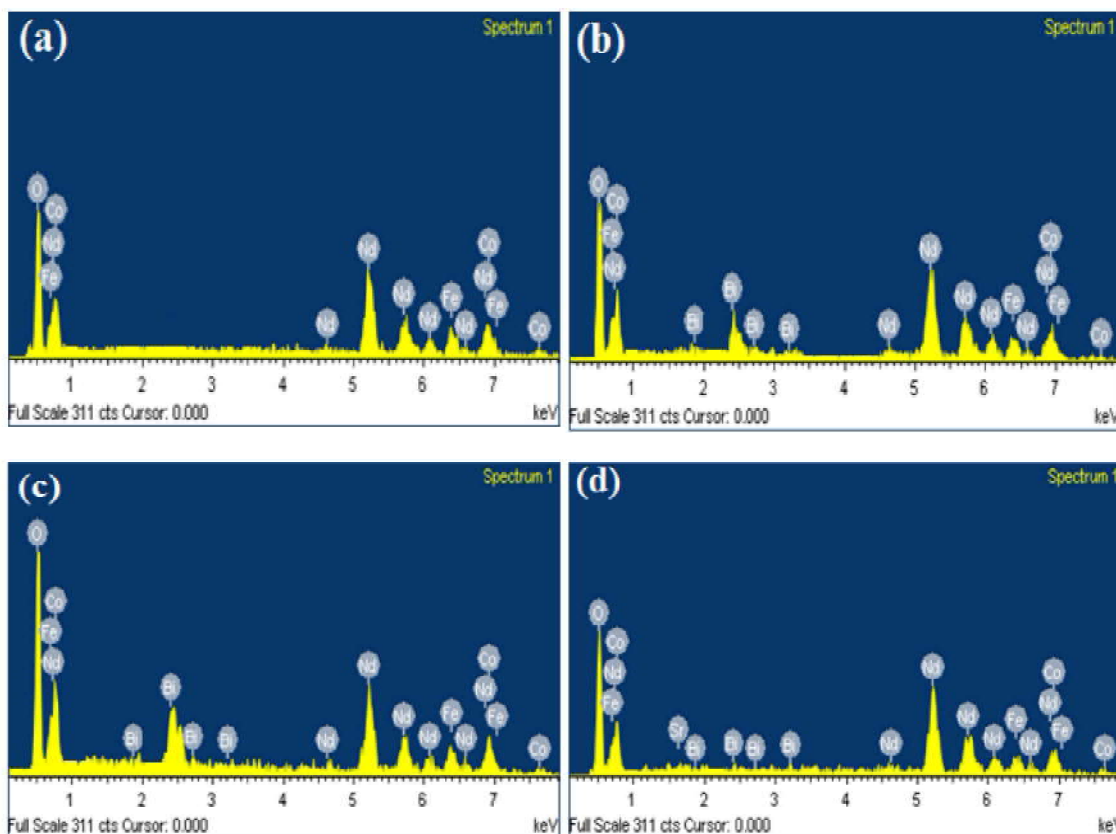 (a)
Spectrum 1
O
Co
Nd
Fe
Nd
Nd
Nd
Nd
Fe
Nd
Co
Nd
Fe
Co
1 2 3 4 5 6 7
Full Scale 311 cts Cursor: 0.000
keV
(b)
Spectrum 1
O
Co
Fe
Nd
Bi
Bi
Bi
Bi
Nd
Nd
Nd
Nd
Fe
Nd
Co
Nd
Fe
Co
1 2 3 4 5 6 7
Full Scale 311 cts Cursor: 0.000
keV
(c)
Spectrum 1
O
Co
Fe
Nd
Bi
Bi
Bi
Bi
Nd
Nd
Nd
Nd
Fe
Nd
Co
Nd
Fe
Co
1 2 3 4 5 6 7
Full Scale 311 cts Cursor: 0.000
keV
(d)
Spectrum 1
O
Co
Nd
Fe
Sr
Bi
Bi
Bi
Bi
Nd
Nd
Nd
Nd
Fe
Nd
Co
Nd
Fe
Co
1 2 3 4 5 6 7
Full Scale 311 cts Cursor: 0.000
keV